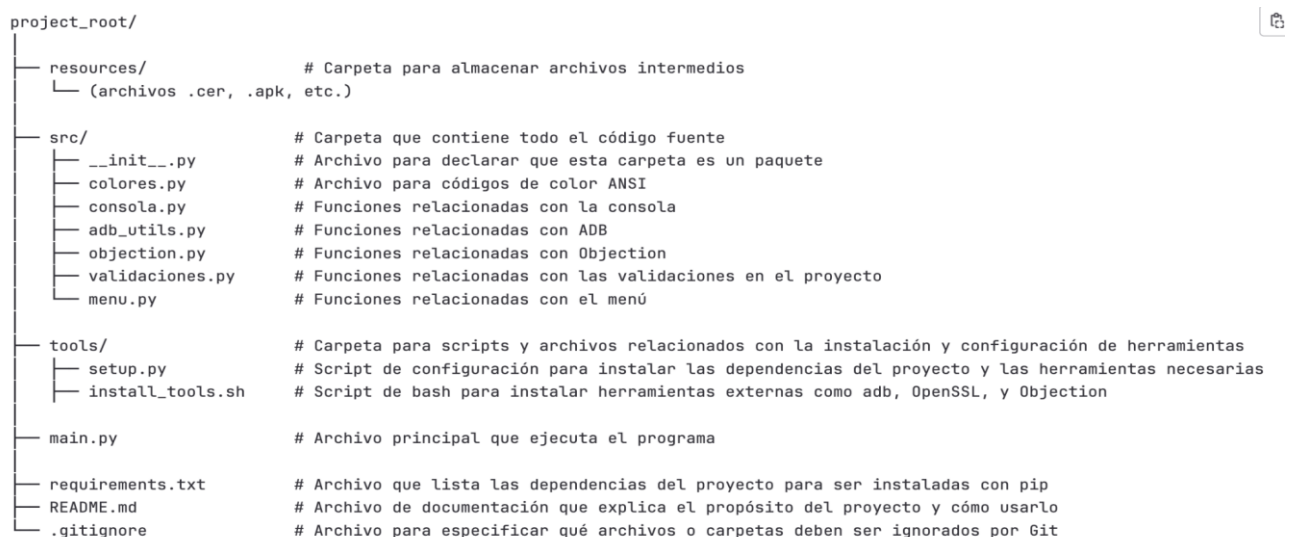 project_root/
│
├── resources/                # Carpeta para almacenar archivos intermedios
│   └── (archivos .cer, .apk, etc.)
│
├── src/                     # Carpeta que contiene todo el código fuente
│   ├── __init__.py          # Archivo para declarar que esta carpeta es un paquete
│   ├── colores.py           # Archivo para códigos de color ANSI
│   ├── consola.py           # Funciones relacionadas con la consola
│   ├── adb_utils.py         # Funciones relacionadas con ADB
│   ├── objection.py         # Funciones relacionadas con Objection
│   ├── validaciones.py      # Funciones relacionadas con las validaciones en el proyecto
│   └── menu.py              # Funciones relacionadas con el menú
│
├── tools/                   # Carpeta para scripts y archivos relacionados con la instalación y configuración de herramientas
│   ├── setup.py             # Script de configuración para instalar las dependencias del proyecto y las herramientas necesarias
│   ├── install_tools.sh     # Script de bash para instalar herramientas externas como adb, OpenSSL, y Objection
│
├── main.py                  # Archivo principal que ejecuta el programa
│
├── requirements.txt         # Archivo que lista las dependencias del proyecto para ser instaladas con pip
├── README.md                # Archivo de documentación que explica el propósito del proyecto y cómo usarlo
└── .gitignore               # Archivo para especificar qué archivos o carpetas deben ser ignorados por Git